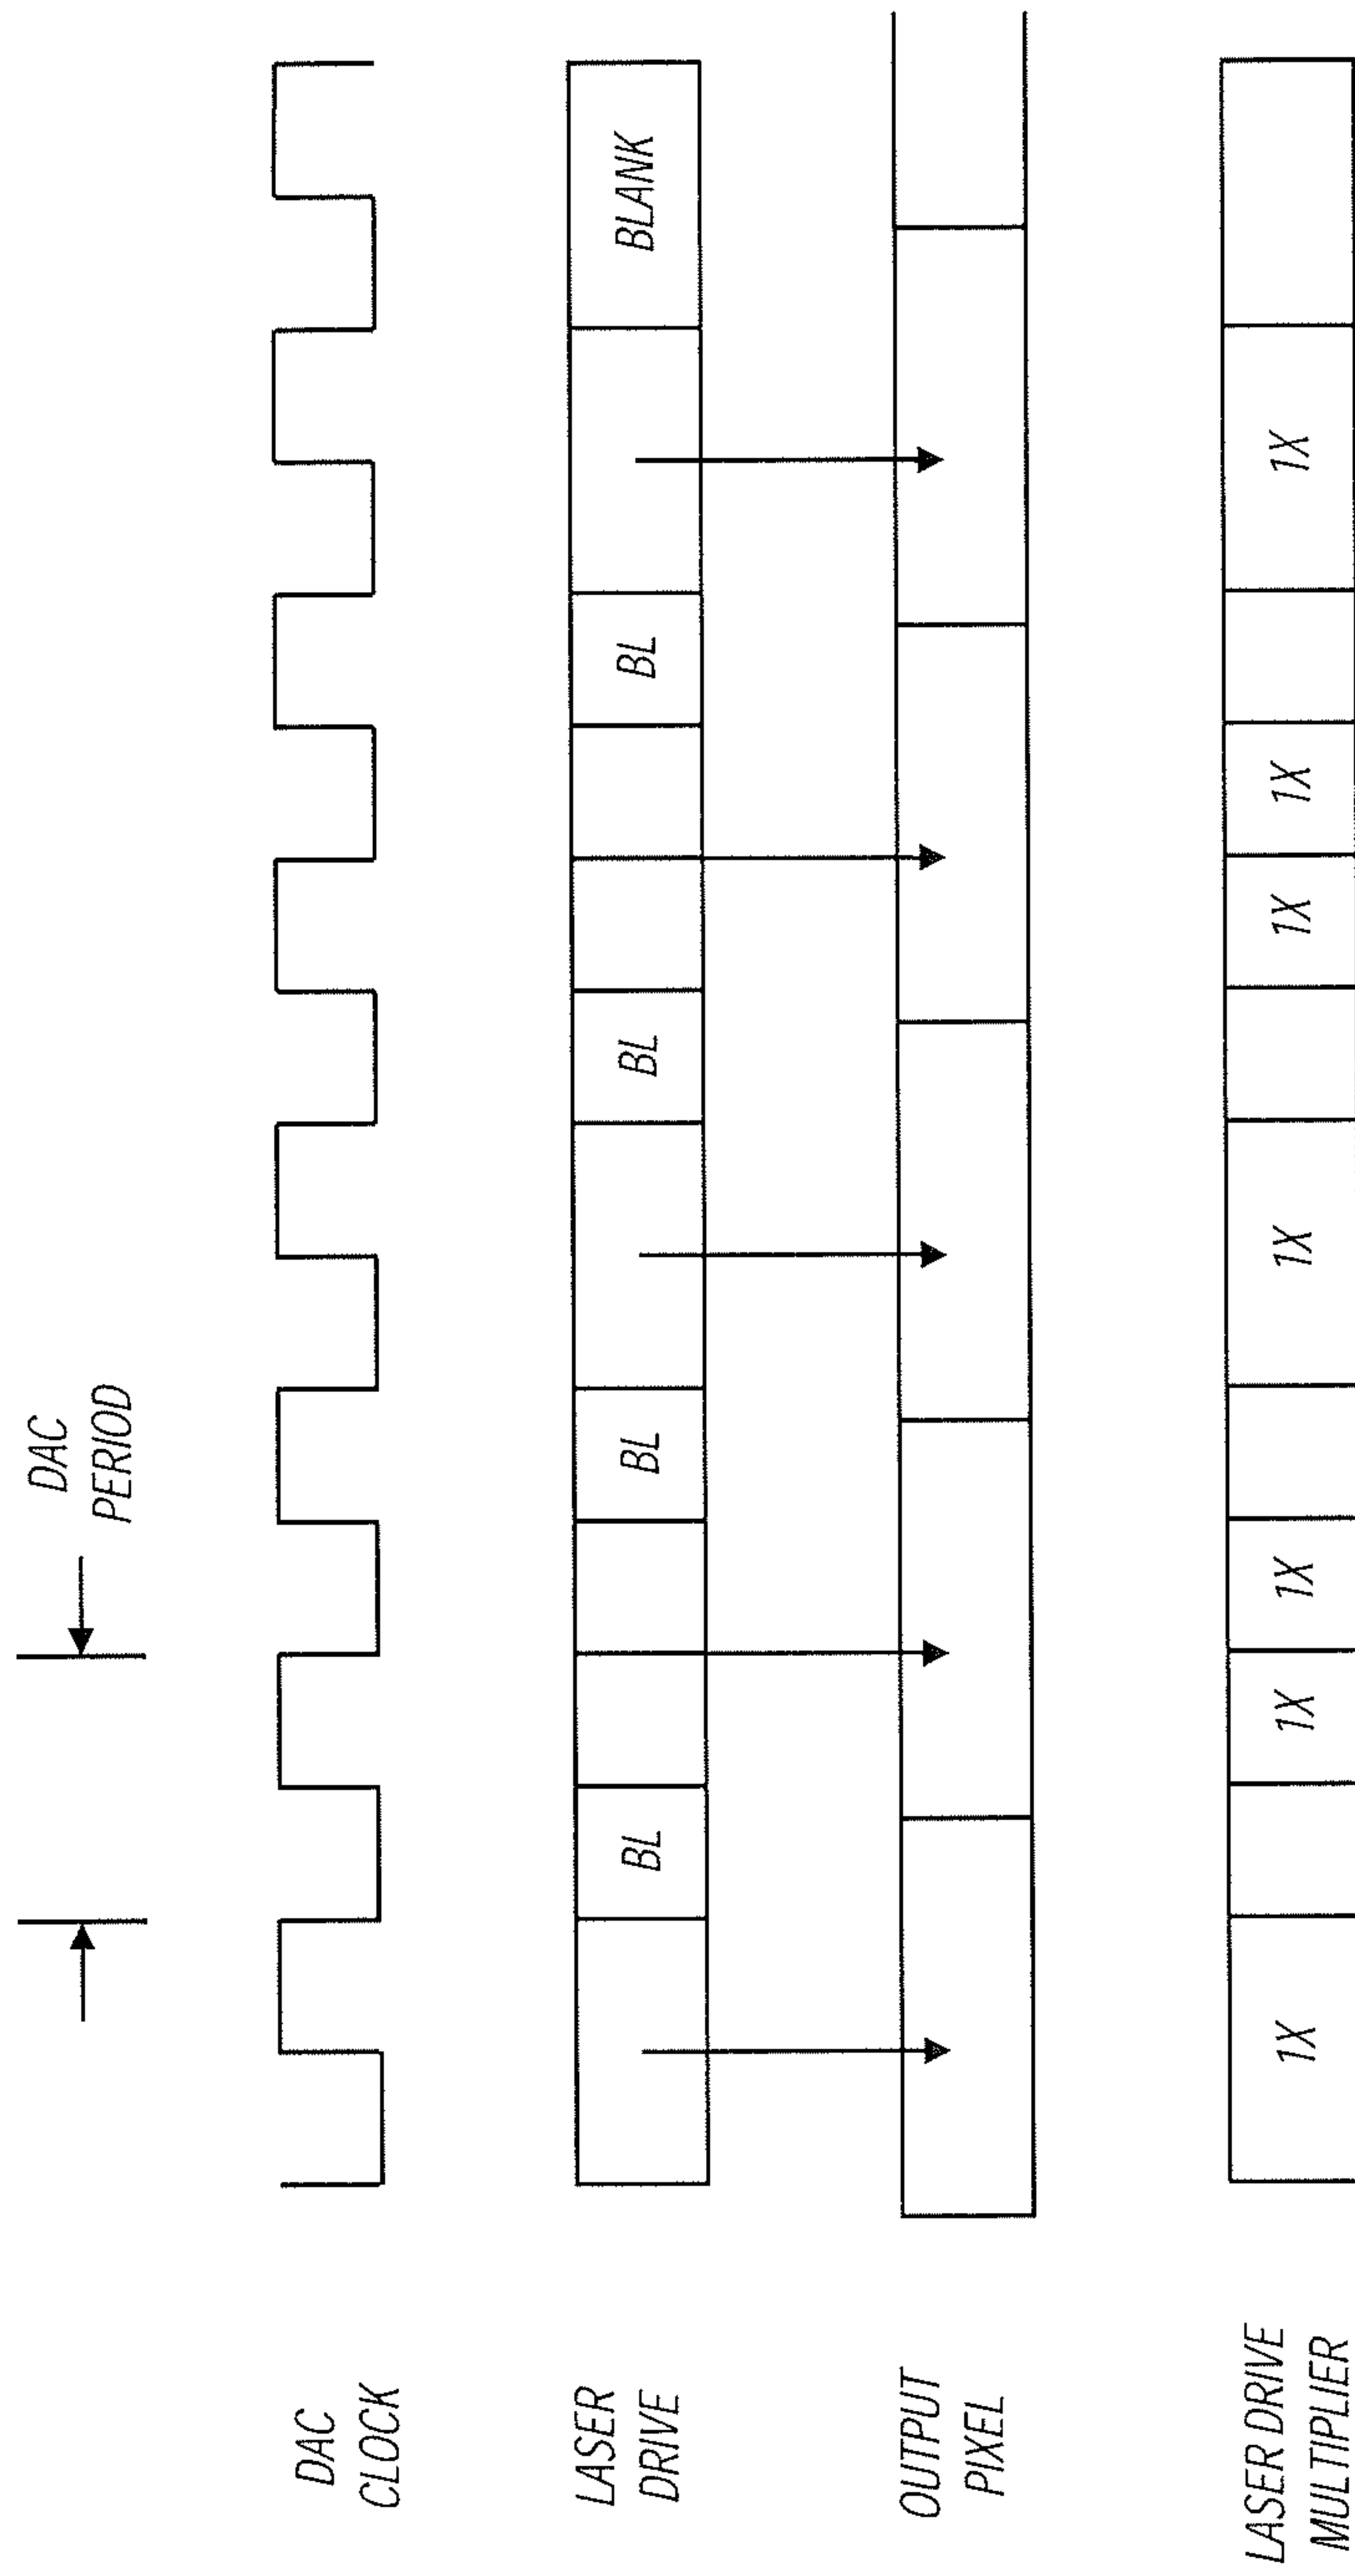 DAC
PERIOD
DAC
CLOCK
LASER
DRIVE
BL
BL
BL
BL
BLANK
OUTPUT
PIXEL
LASER DRIVE
MULTIPLIER
1X
1X
1X
1X
1X
1X
1X